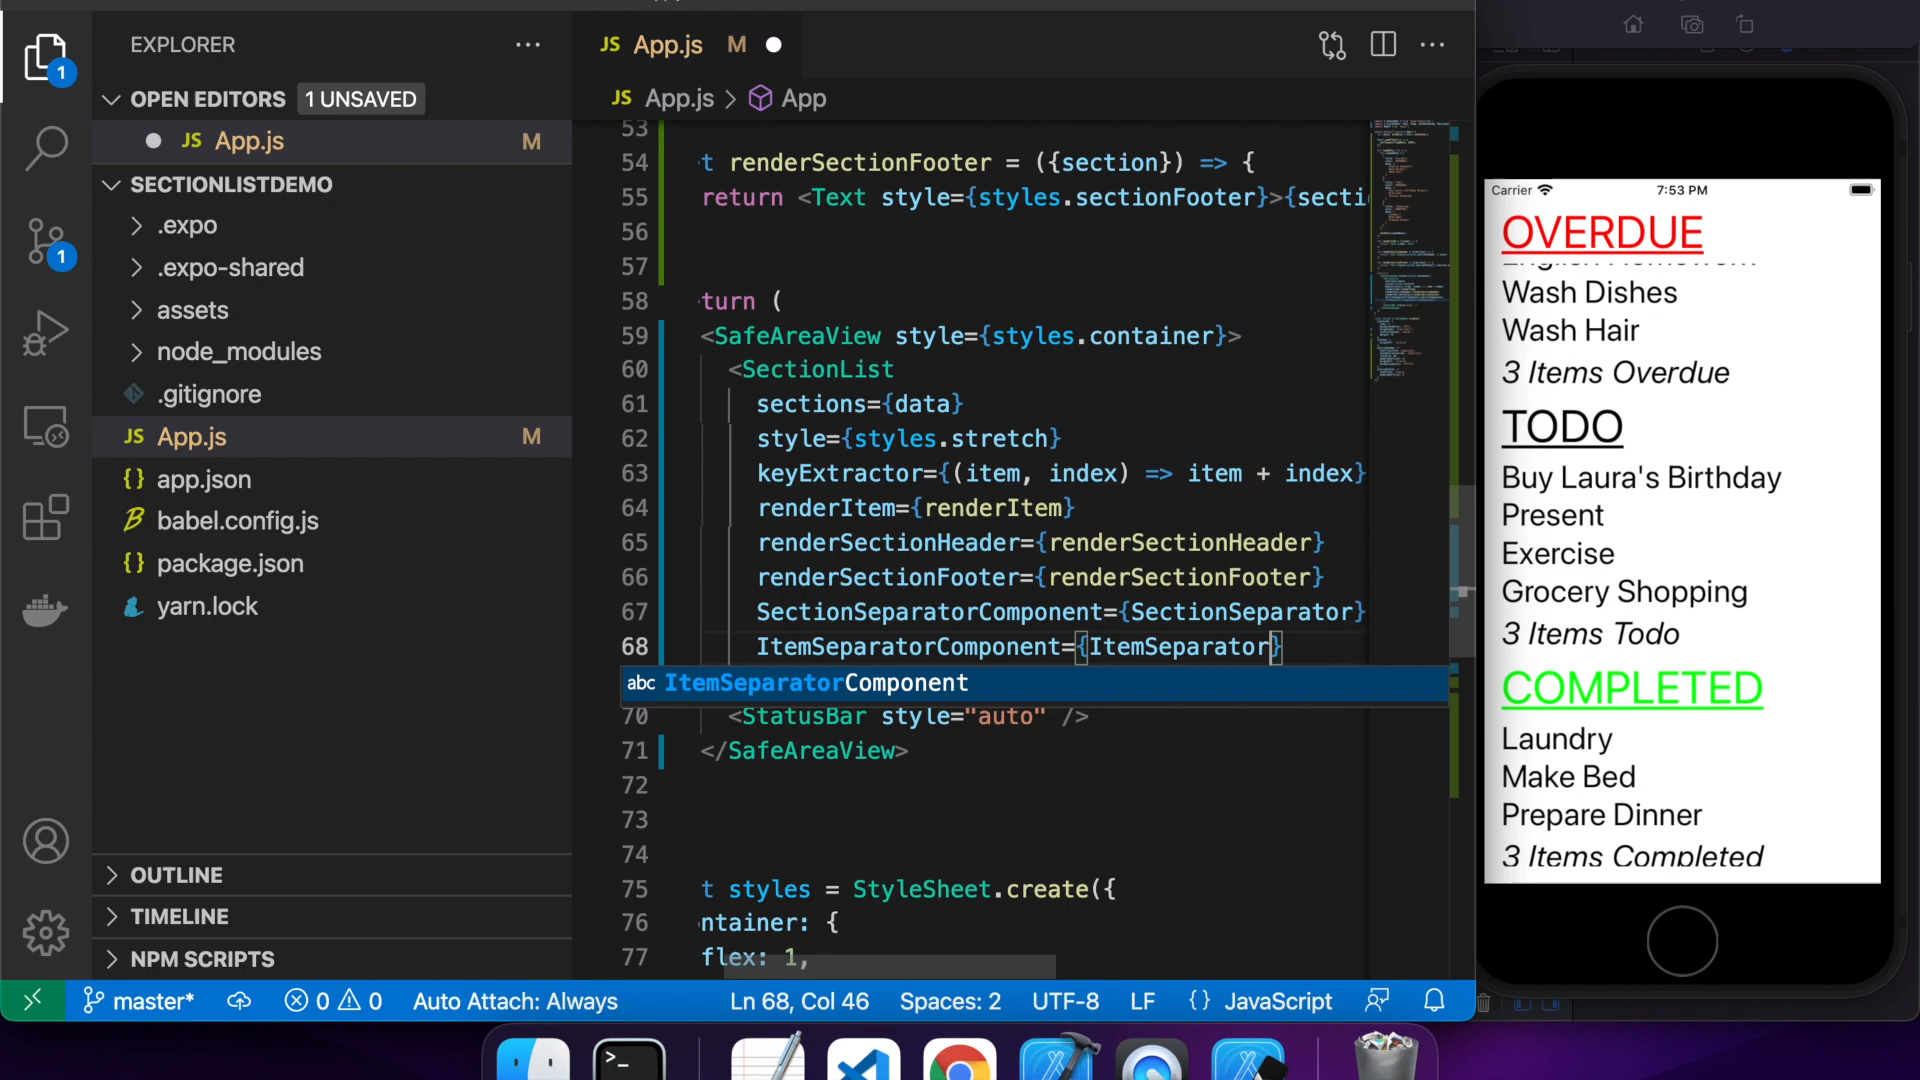 EXPLORER
1
OPEN EDITORS 1 UNSAVED
JS App.js M
SECTIONLISTDEMO
.expo
.expo-shared
assets
node_modules
.gitignore
JS App.js M
{} app.json
babel.config.js
{} package.json
yarn.lock
1
OUTLINE
TIMELINE
NPM SCRIPTS
JS App.js M
JS App.js > App
53
54 t renderSectionFooter = ({section}) => {
55 return <Text style={styles.sectionFooter}>{secti
56
57
58 turn (
59 <SafeAreaView style={styles.container}>
60 <SectionList
61 sections={data}
62 style={styles.stretch}
63 keyExtractor={(item, index) => item + index}
64 renderItem={renderItem}
65 renderSectionHeader={renderSectionHeader}
66 renderSectionFooter={renderSectionFooter}
67 SectionSeparatorComponent={SectionSeparator}
68 ItemSeparatorComponent={ItemSeparator}
abc ItemSeparatorComponent
70 <StatusBar style="auto" />
71 </SafeAreaView>
72
73
74
75 t styles = StyleSheet.create({
76 ntainer: {
77 flex: 1,
master* 0 0 Auto Attach: Always Ln 68, Col 46 Spaces: 2 UTF-8 LF {} JavaScript
Carrier 7:53 PM
OVERDUE
English Homework
Wash Dishes
Wash Hair
3 Items Overdue
TODO
Buy Laura's Birthday
Present
Exercise
Grocery Shopping
3 Items Todo
COMPLETED
Laundry
Make Bed
Prepare Dinner
3 Items Completed
>_